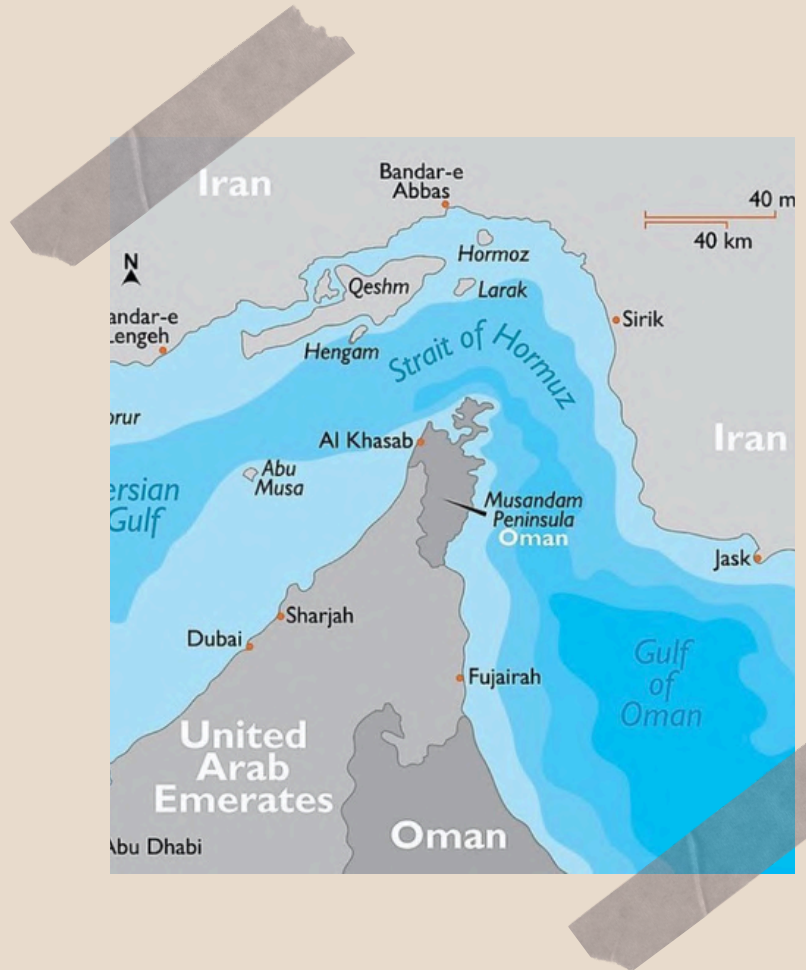 Iran
Bandar-e
Abbas
40 m
40 km
Hormoz
N
Qeshm
Larak
andar-e
Lengeh
Sirik
Hengam
Strait of Hormuz
orur
Al Khasab
Iran
Abu
Musa
ersian
Gulf
Musandam
Peninsula
Oman
Jask
Sharjah
Dubai
Gulf
of
Oman
Fujairah
United
Arab
Emerates
Oman
Abu Dhabi